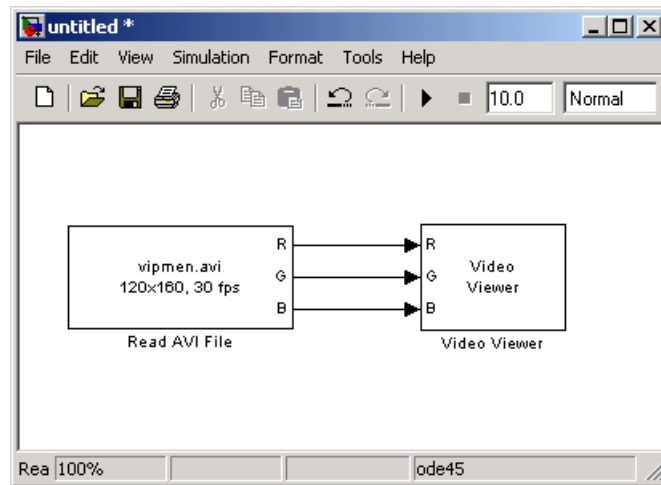 untitled *
File Edit View Simulation Format Tools Help
10.0 Normal
vipmen.avi
120x160, 30 fps
R
G
B
Read AVI File
R
G
B
Video
Viewer
Video Viewer
Rea 100% ode45